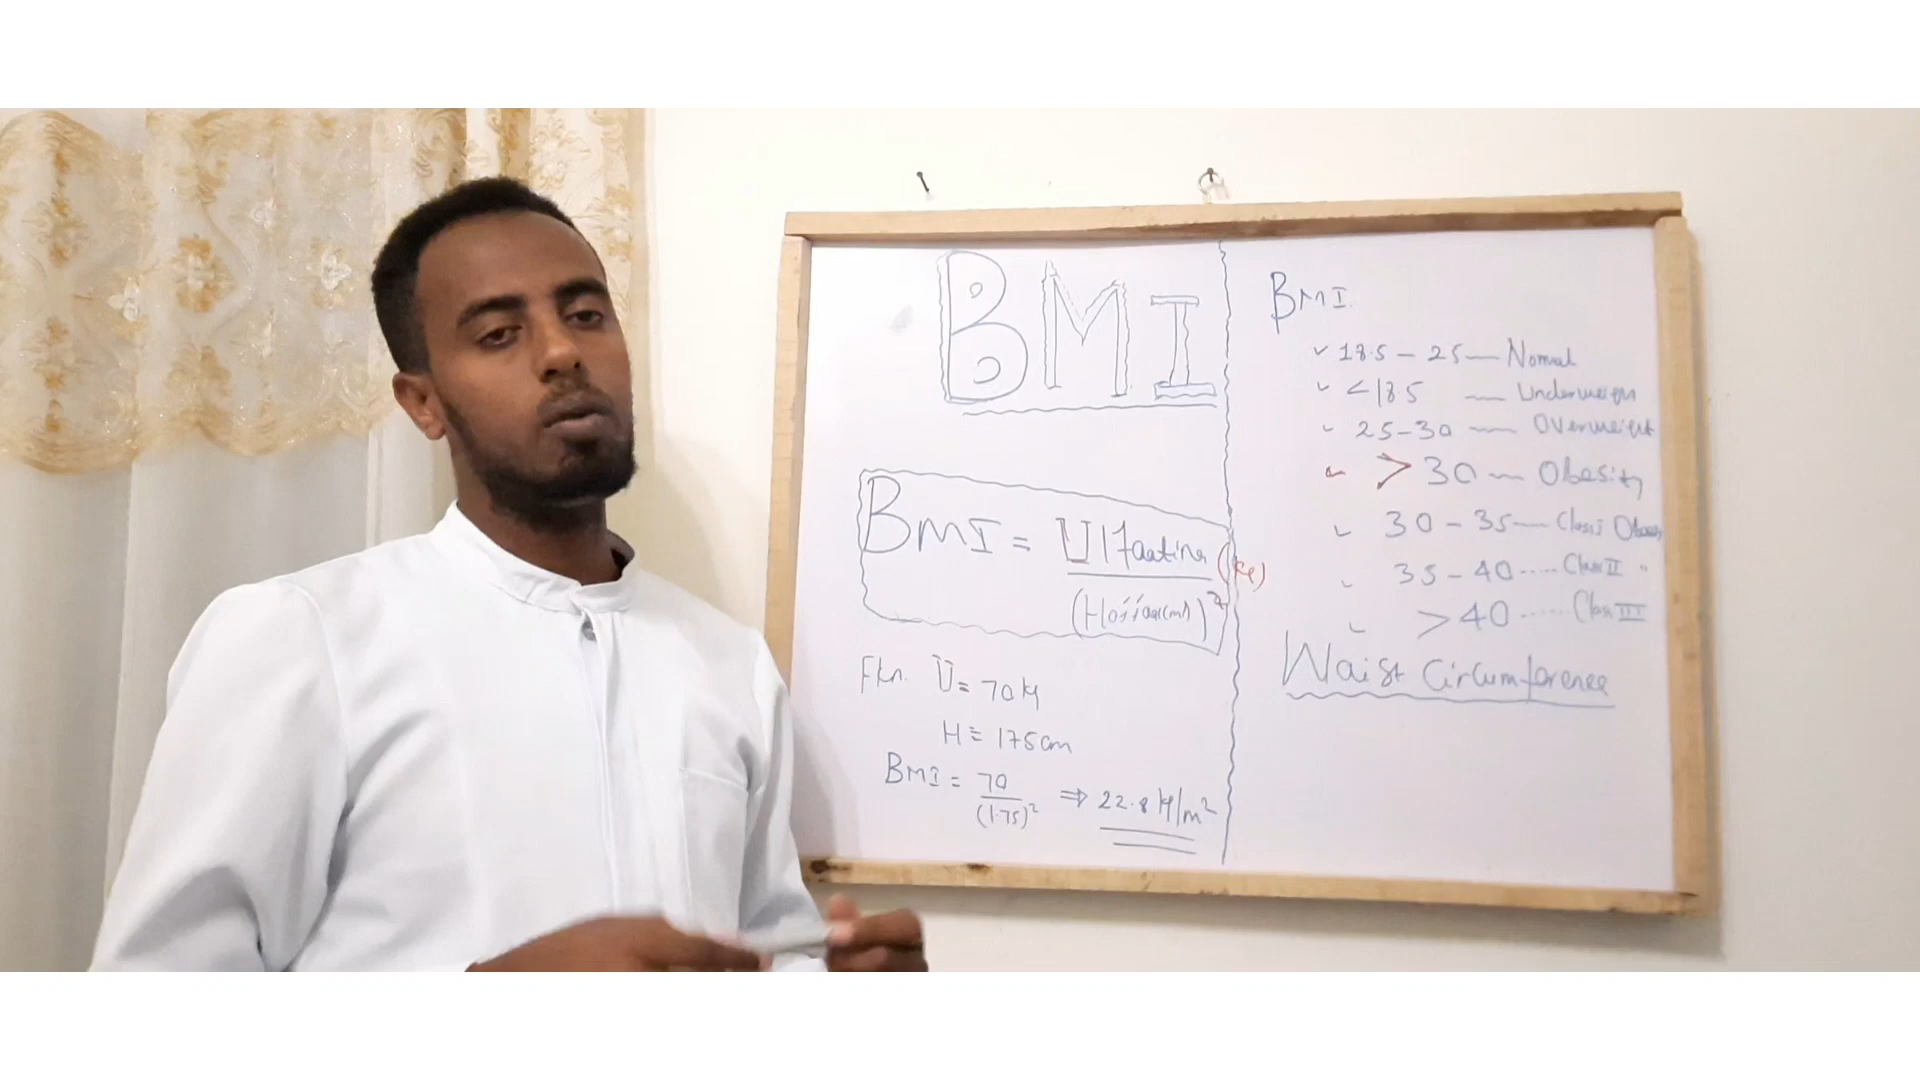 BMI
BMI = Ulfaatina (kg)
(Hojjaa(m))²
Fkn. U = 70kg
H = 175cm
BMI = 70 ⇒ 22.8 kg/m²
(1.75)²
BMI
✓ 18.5 – 25 — Normal
✓ <18.5 — Underweight
✓ 25–30 — Overweight
✓ > 30 — Obesity
✓ 30 – 35 — Class I
✓ 35 – 40 ..... Class II "
✓ >40 ...... Class III
Waist Circumference